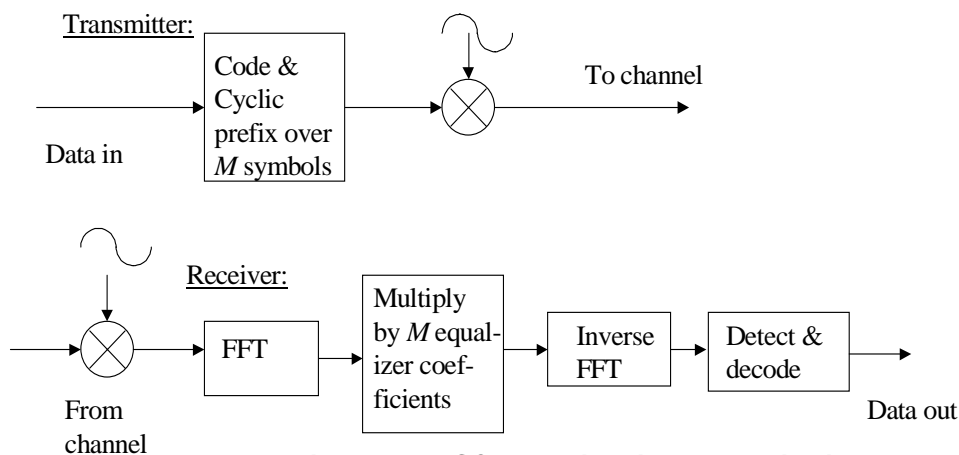 Transmitter:
Code &
Cyclic
prefix over
M symbols
To channel
Data in
Receiver:
FFT
Multiply
by M equal-
izer coef-
ficients
Inverse
FFT
Detect &
decode
From
channel
Data out